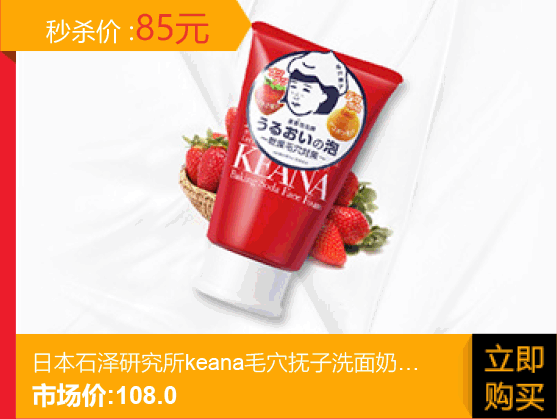 秒杀价 :85元
うるおいの泡
KEANA
Baking Soda Face Foam
日本石泽研究所keana毛穴抚子洗面奶...
市场价:108.0
立即
购买